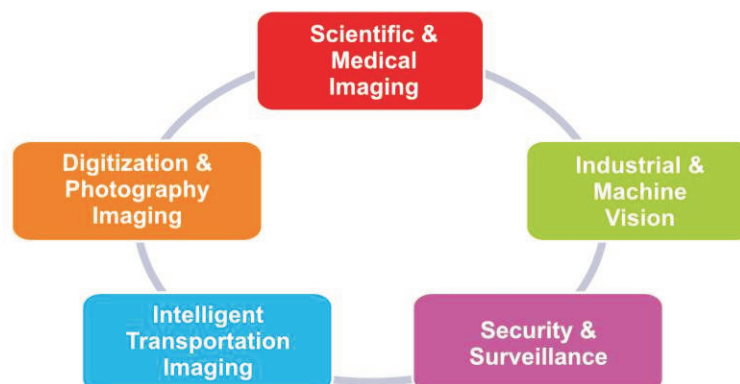 Scientific &
Medical
Imaging
Digitization &
Photography
Imaging
Industrial &
Machine
Vision
Intelligent
Transportation
Imaging
Security &
Surveillance